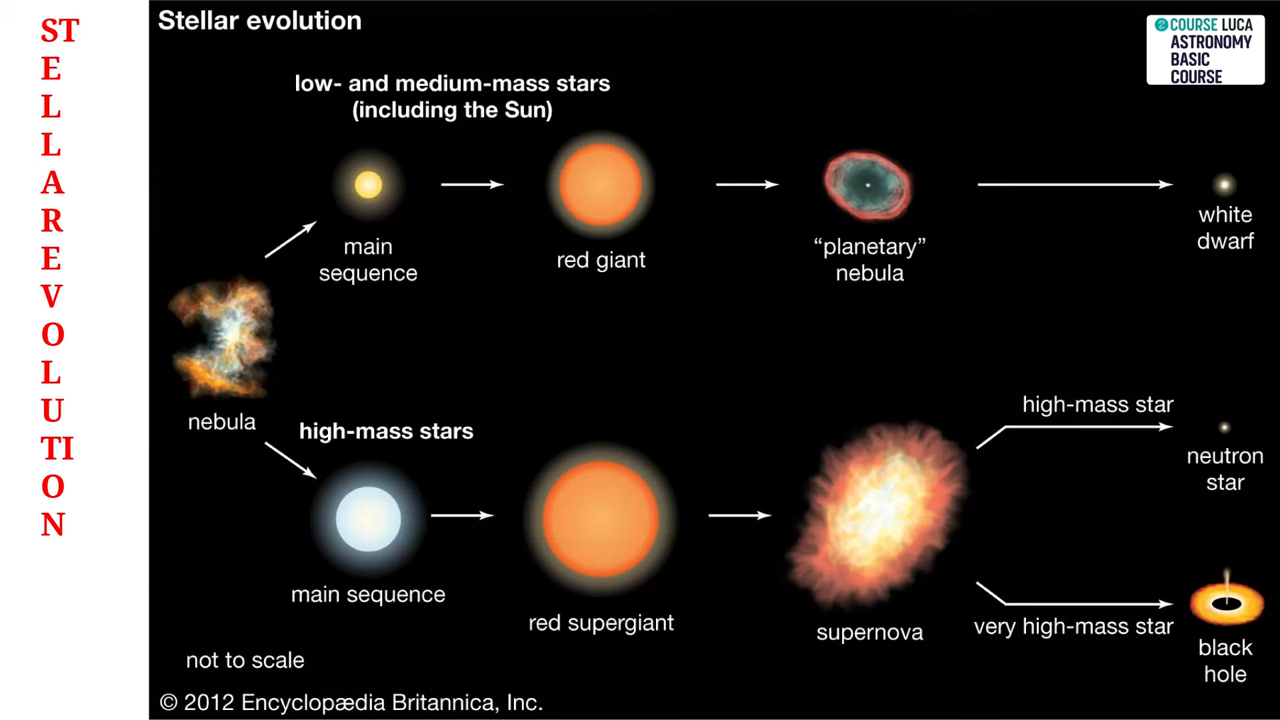 ST
E
L
L
A
R
E
V
O
L
U
TI
O
N
Stellar evolution
COURSE LUCA
ASTRONOMY
BASIC
COURSE
low- and medium-mass stars
(including the Sun)
main
sequence
red giant
“planetary”
nebula
white
dwarf
nebula
high-mass stars
main sequence
red supergiant
supernova
high-mass star
neutron
star
very high-mass star
black
hole
not to scale
© 2012 Encyclopædia Britannica, Inc.